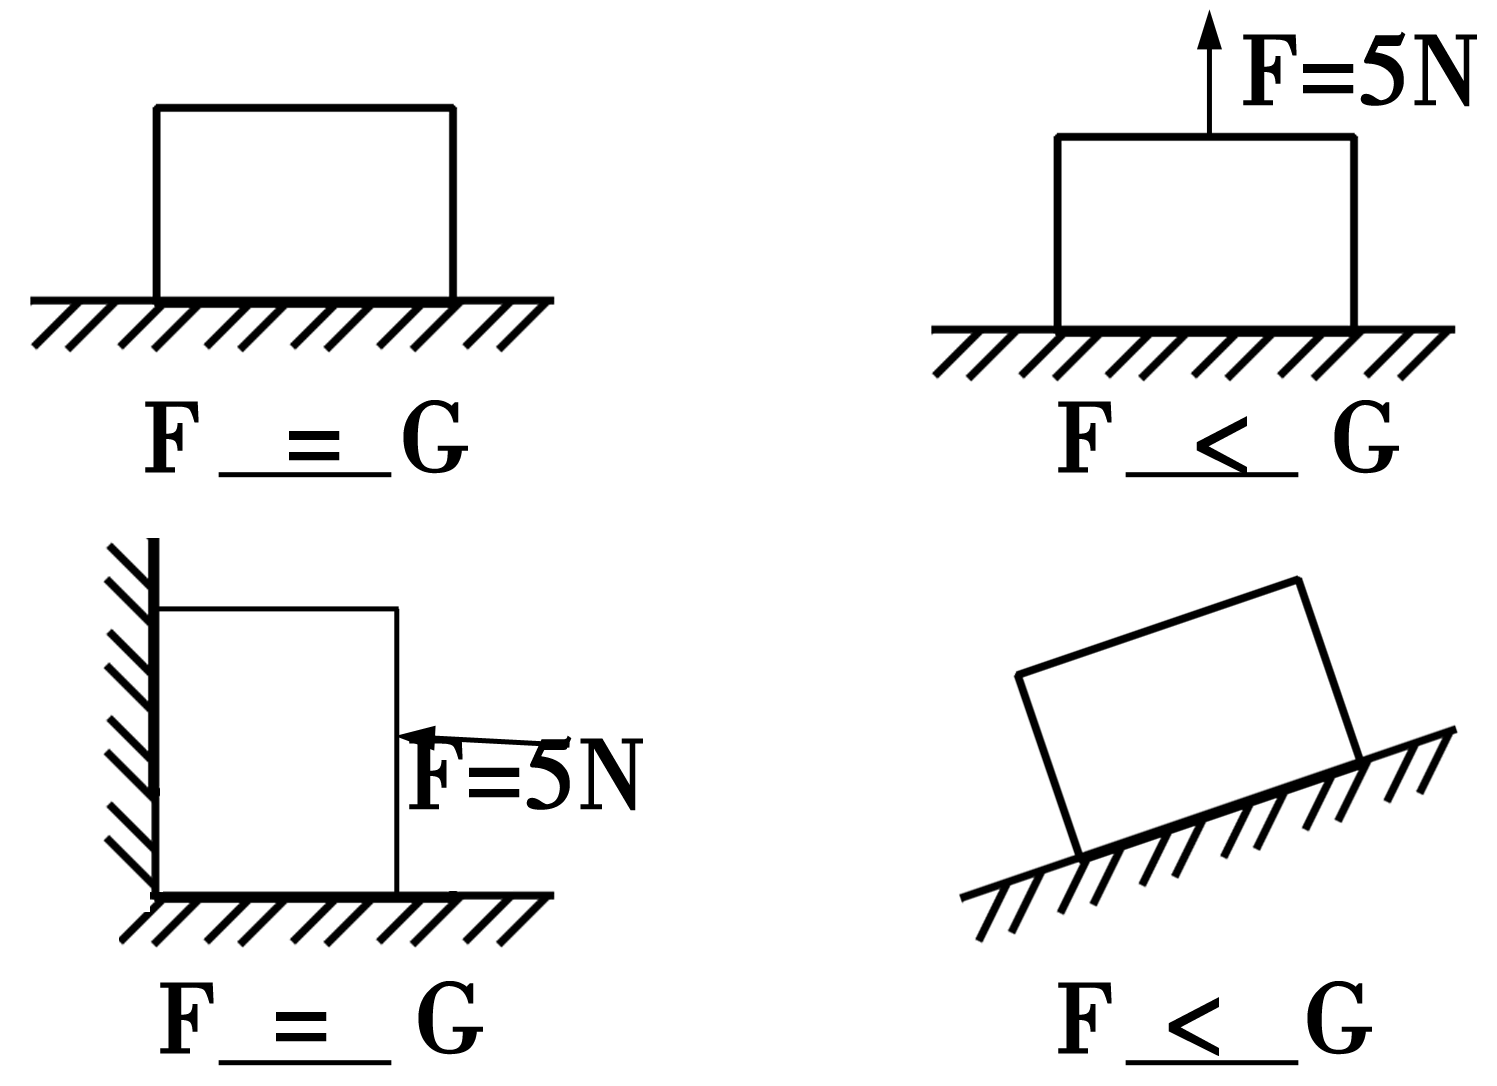 F=5N
F = G
F < G
F=5N
F = G
F < G